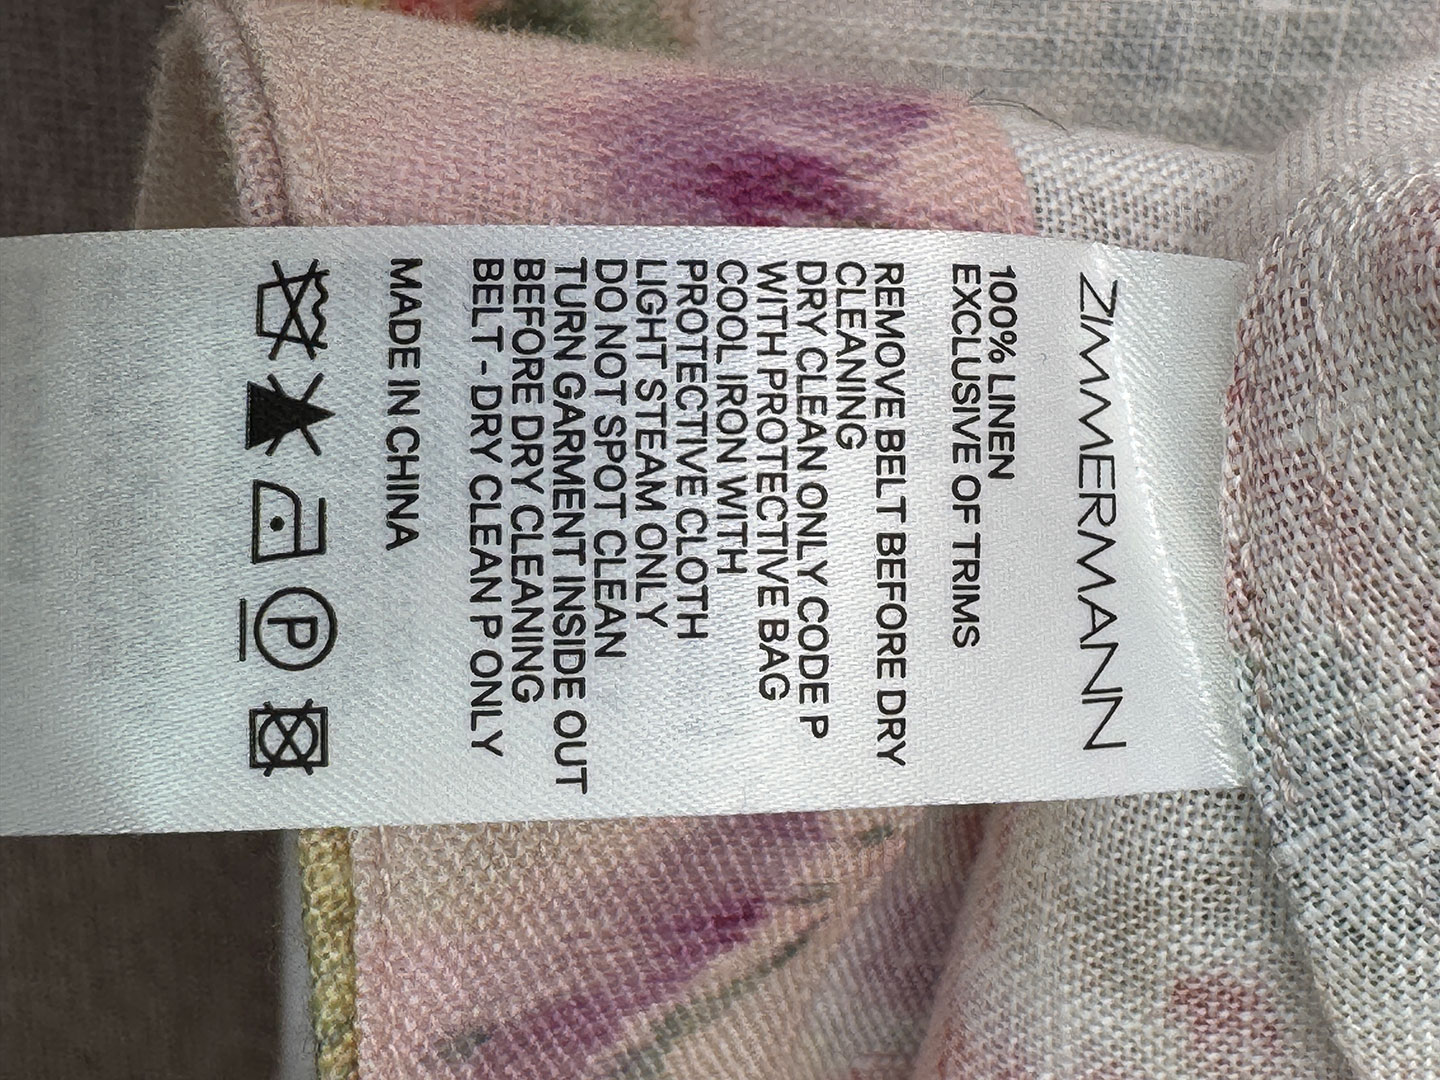 ZIMMERMANN
100% LINEN
EXCLUSIVE OF TRIMS
REMOVE BELT BEFORE DRY
CLEANING
DRY CLEAN ONLY CODE P
WITH PROTECTIVE BAG
COOL IRON WITH
PROTECTIVE CLOTH
LIGHT STEAM ONLY
DO NOT SPOT CLEAN
TURN GARMENT INSIDE OUT
BEFORE DRY CLEANING
BELT - DRY CLEAN P ONLY
MADE IN CHINA
P